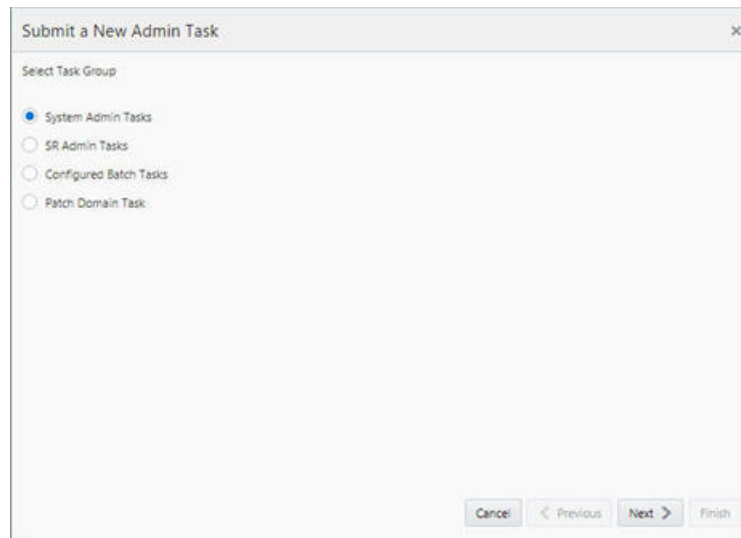 Submit a New Admin Task
Select Task Group
System Admin Tasks
SR Admin Tasks
Configured Batch Tasks
Patch Domain Task
Cancel Previous Next Finish